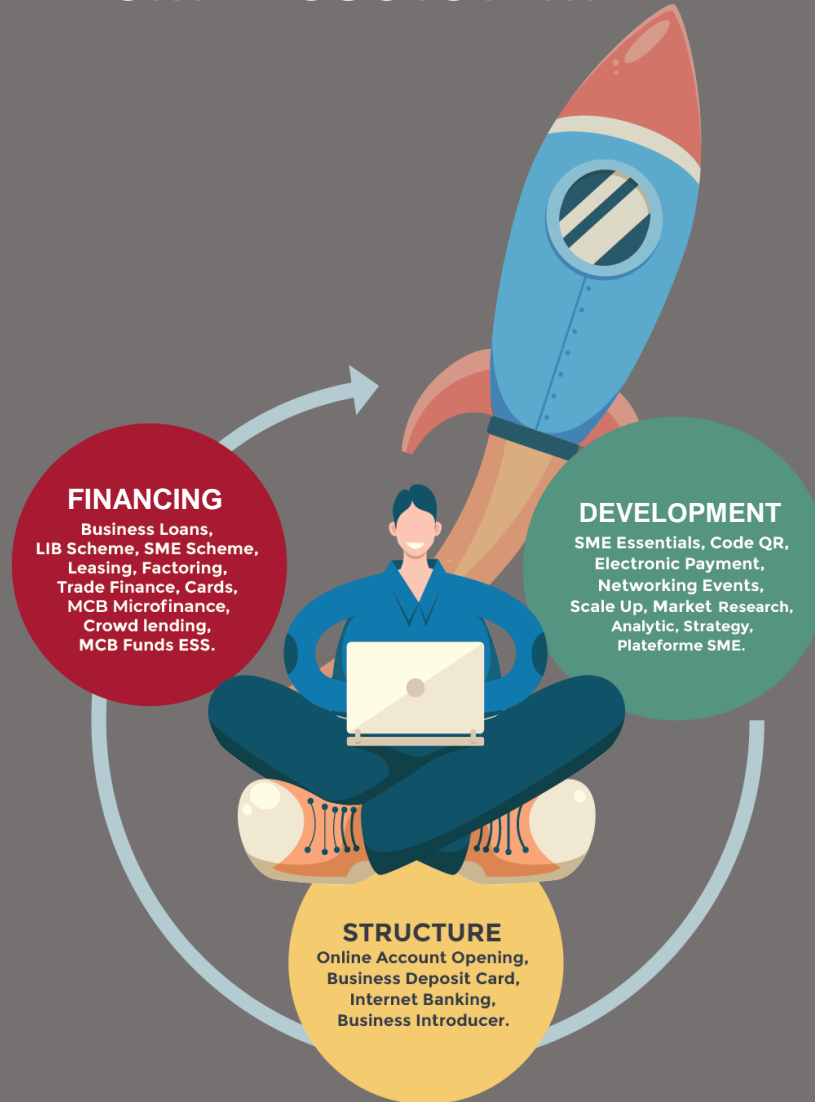 FINANCING
Business Loans,
LIB Scheme, SME Scheme,
Leasing, Factoring,
Trade Finance, Cards,
MCB Microfinance,
Crowd lending,
MCB Funds ESS.
DEVELOPMENT
SME Essentials, Code QR,
Electronic Payment,
Networking Events,
Scale Up, Market Research,
Analytic, Strategy,
Plateforme SME.
STRUCTURE
Online Account Opening,
Business Deposit Card,
Internet Banking,
Business Introducer.